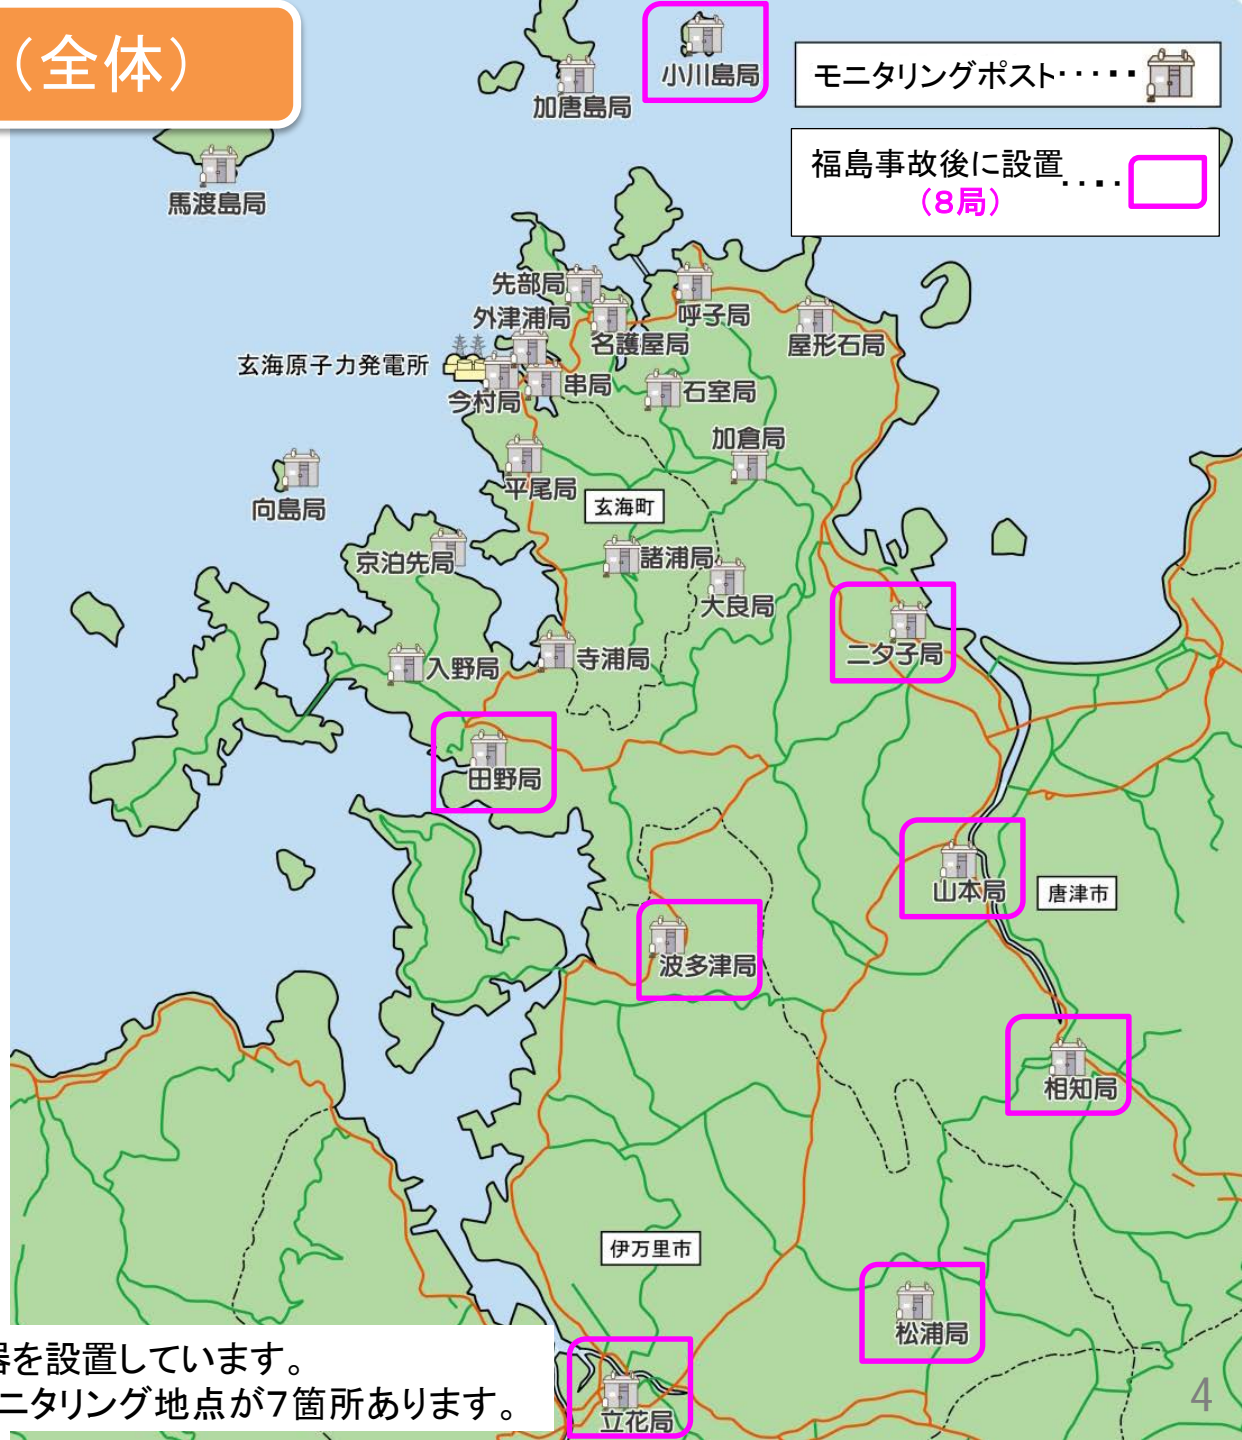 （全体）
小川島局
加唐島局
モニタリングポスト・・・・・
馬渡島局
福島事故後に設置・・・・
（８局）
先部局
呼子局
外津浦局
名護屋局
屋形石局
玄海原子力発電所
串局
今村局
石室局
加倉局
平尾局
向島局
玄海町
京泊先局
諸浦局
大良局
二タ子局
寺浦局
入野局
田野局
山本局
唐津市
波多津局
相知局
伊万里市
松浦局
器を設置しています。
ニタリング地点が７箇所あります。
立花局
4